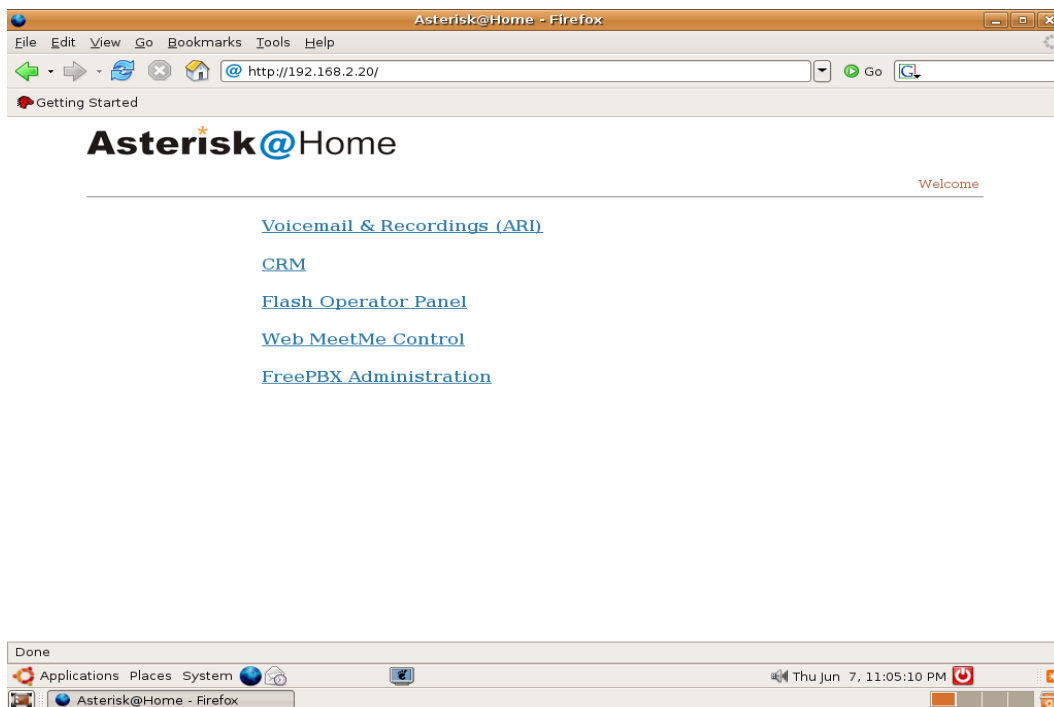 Asterisk@Home - Firefox
File Edit View Go Bookmarks Tools Help
@ http://192.168.2.20/ Go G
Getting Started
Asterisk@Home
Welcome
Voicemail & Recordings (ARI)
CRM
Flash Operator Panel
Web MeetMe Control
FreePBX Administration
Done
Applications Places System Thu Jun 7, 11:05:10 PM
Asterisk@Home - Firefox